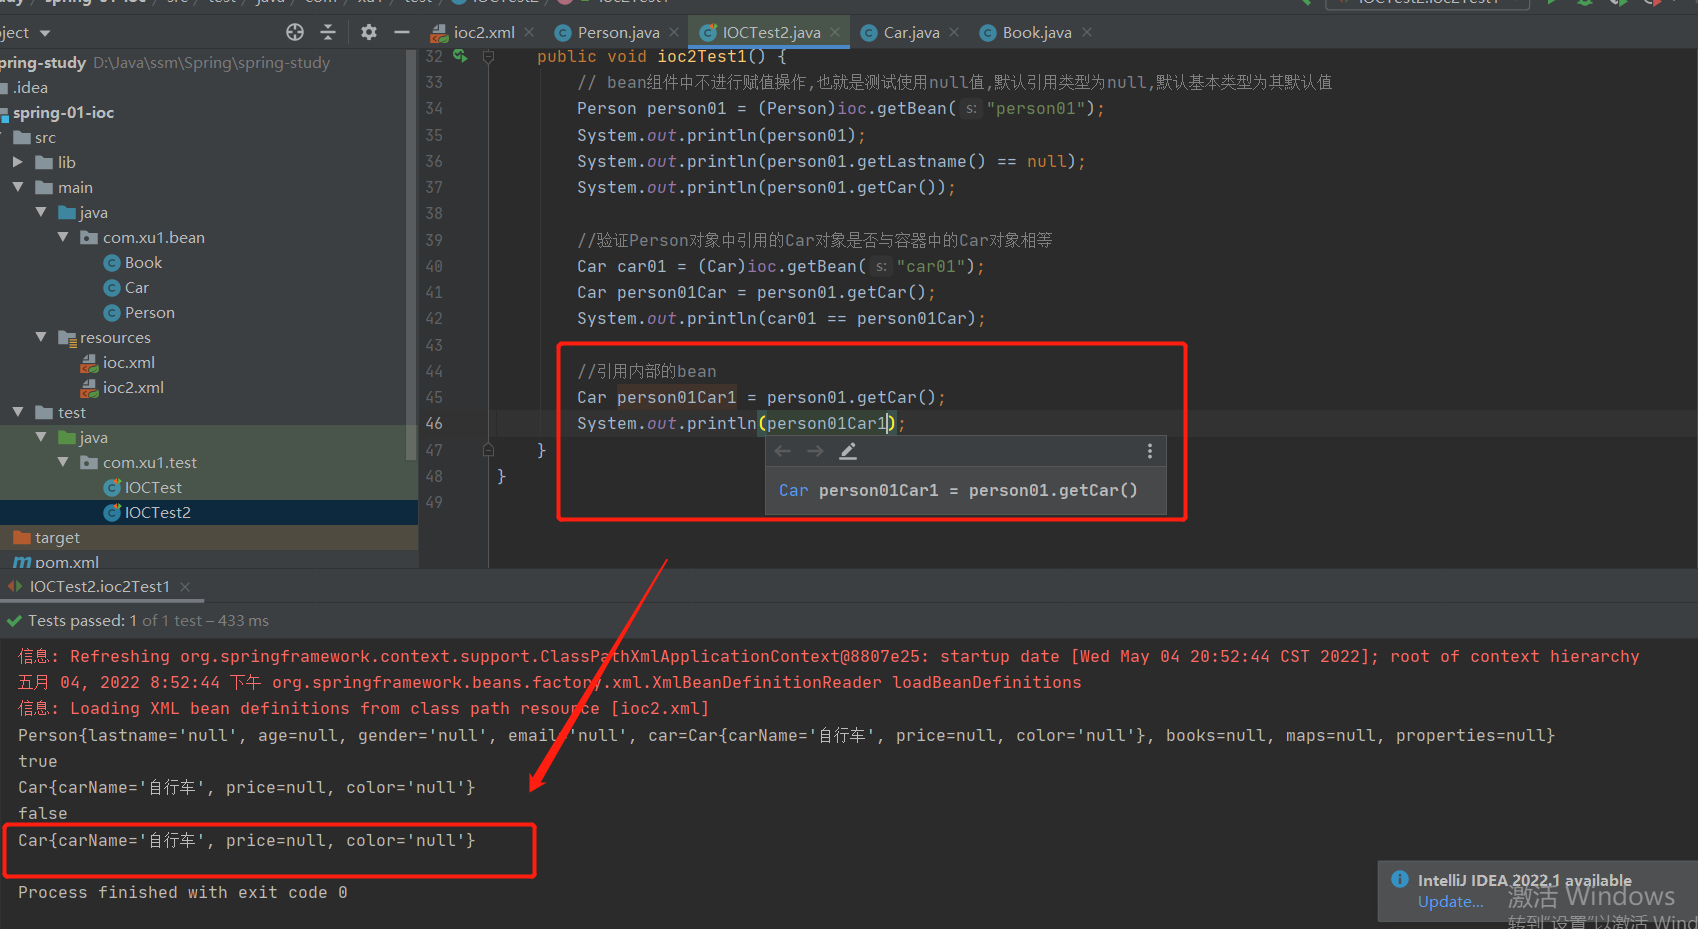 ject
ioc2.xml
Person.java
IOCTest2.java
Car.java
Book.java
pring-study D:\Java\ssm\Spring\spring-study
.idea
spring-01-ioc
src
lib
main
java
com.xu1.bean
Book
Car
Person
resources
ioc.xml
ioc2.xml
test
java
com.xu1.test
IOCTest
IOCTest2
target
pom.xml
32 public void ioc2Test1() {
33 // bean组件中不进行赋值操作,也就是测试使用null值,默认引用类型为null,默认基本类型为其默认值
34 Person person01 = (Person)ioc.getBean( s: "person01");
35 System.out.println(person01);
36 System.out.println(person01.getLastname() == null);
37 System.out.println(person01.getCar());
38
39 //验证Person对象中引用的Car对象是否与容器中的Car对象相等
40 Car car01 = (Car)ioc.getBean( s: "car01");
41 Car person01Car = person01.getCar();
42 System.out.println(car01 == person01Car);
43
44 //引用内部的bean
45 Car person01Car1 = person01.getCar();
46 System.out.println(person01Car1);
47 }
48 }
49
Car person01Car1 = person01.getCar()
IOCTest2.ioc2Test1
Tests passed: 1 of 1 test – 433 ms
信息: Refreshing org.springframework.context.support.ClassPathXmlApplicationContext@8807e25: startup date [Wed May 04 20:52:44 CST 2022]; root of context hierarchy
五月 04, 2022 8:52:44 下午 org.springframework.beans.factory.xml.XmlBeanDefinitionReader loadBeanDefinitions
信息: Loading XML bean definitions from class path resource [ioc2.xml]
Person{lastname='null', age=null, gender='null', email='null', car=Car{carName='自行车', price=null, color='null'}, books=null, maps=null, properties=null}
true
Car{carName='自行车', price=null, color='null'}
false
Car{carName='自行车', price=null, color='null'}
Process finished with exit code 0
IntelliJ IDEA 2022.1 available
Update...
激活 Windows
转到"设置"以激活 Wind